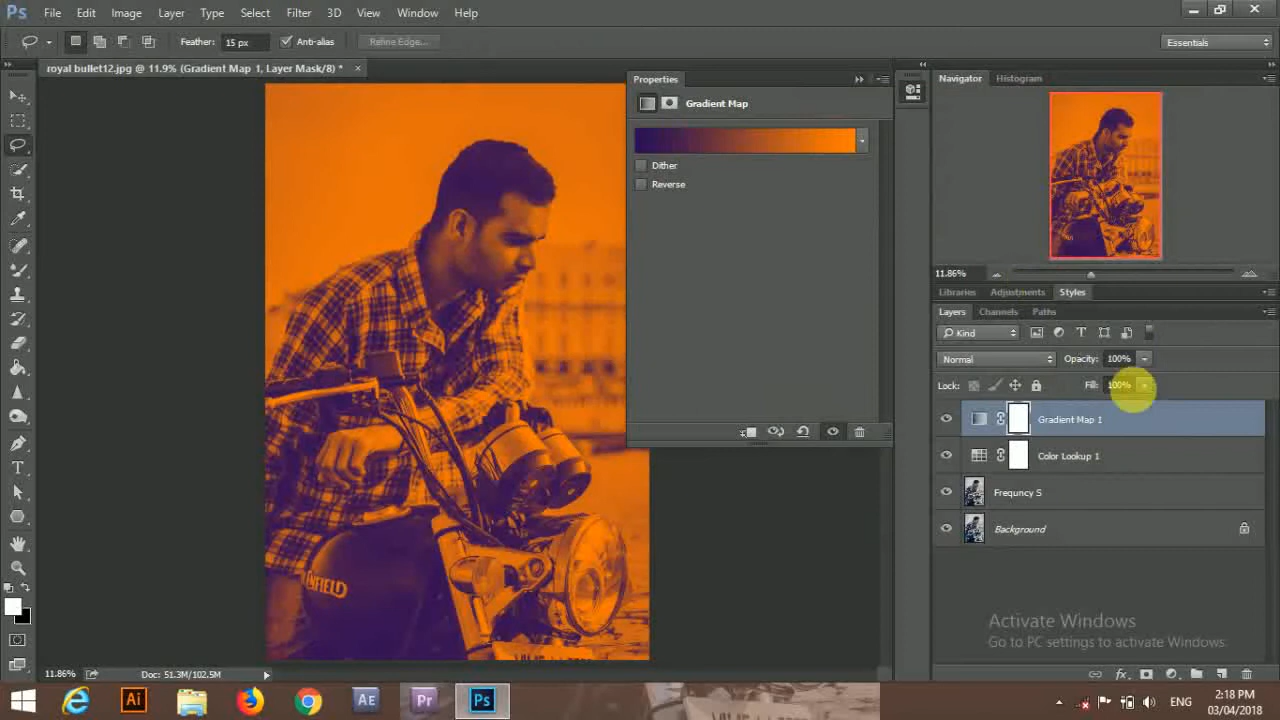 Ps File Edit Image Layer Type Select Filter 3D View Window Help
Feather: 15 px Anti-alias Refine Edge... Essentials
royal bullet12.jpg @ 11.9% (Gradient Map 1, Layer Mask/8) * ×
Properties
Navigator Histogram
Gradient Map
Dither
Reverse
11.86%
Libraries Adjustments Styles
Layers Channels Paths
Kind
Normal Opacity: 100%
Lock: Fill: 100%
Gradient Map 1
Color Lookup 1
Frequncy S
Background
ENFIELD
Activate Windows
Go to PC settings to activate Windows.
11.86% Doc: 51.3M/102.5M
Ai AE Pr Ps
ENG
2:18 PM
03/04/2018